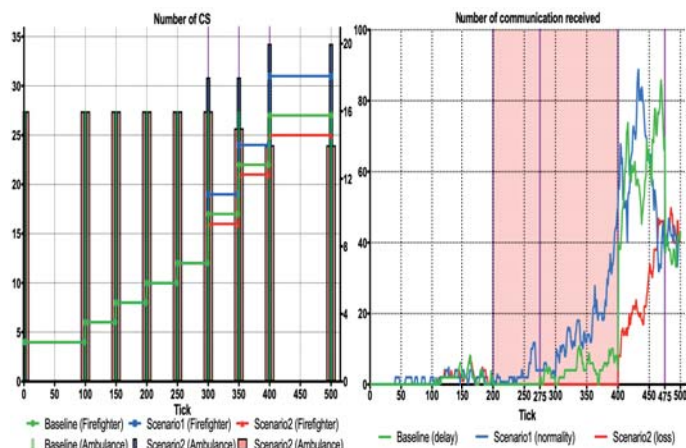 Number of CS
35
30
25
20
15
10
5
0
20
16
12
8
4
0
0 50 100 150 200 250 300 350 400 450 500
Tick
Baseline (Firefighter) Scenario1 (Firefighter) Scenario2 (Firefighter)
Baseline (Ambulance) Scenario2 (Ambulance) Scenario2 (Ambulance)
Number of communication received
100
80
60
40
20
0
50 100 150 200 250 275 300 350 400 450 475 500
Tick
Baseline (delay) Scenario1 (normality) Scenario2 (loss)